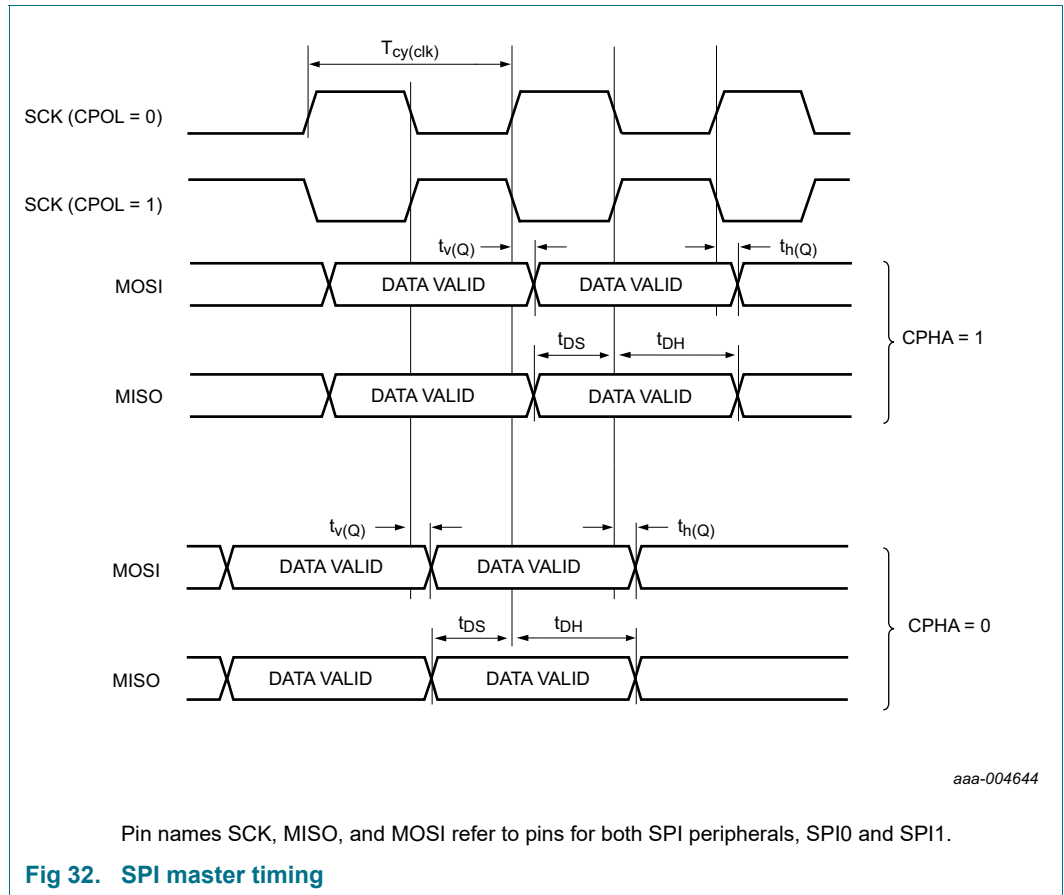 Tcy(clk)
SCK (CPOL = 0)
SCK (CPOL = 1)
tv(Q)
th(Q)
MOSI
DATA VALID
DATA VALID
tDS
tDH
CPHA = 1
MISO
DATA VALID
DATA VALID
tv(Q)
th(Q)
MOSI
DATA VALID
DATA VALID
tDS
tDH
CPHA = 0
MISO
DATA VALID
DATA VALID
aaa-004644
Pin names SCK, MISO, and MOSI refer to pins for both SPI peripherals, SPI0 and SPI1.
Fig 32. SPI master timing